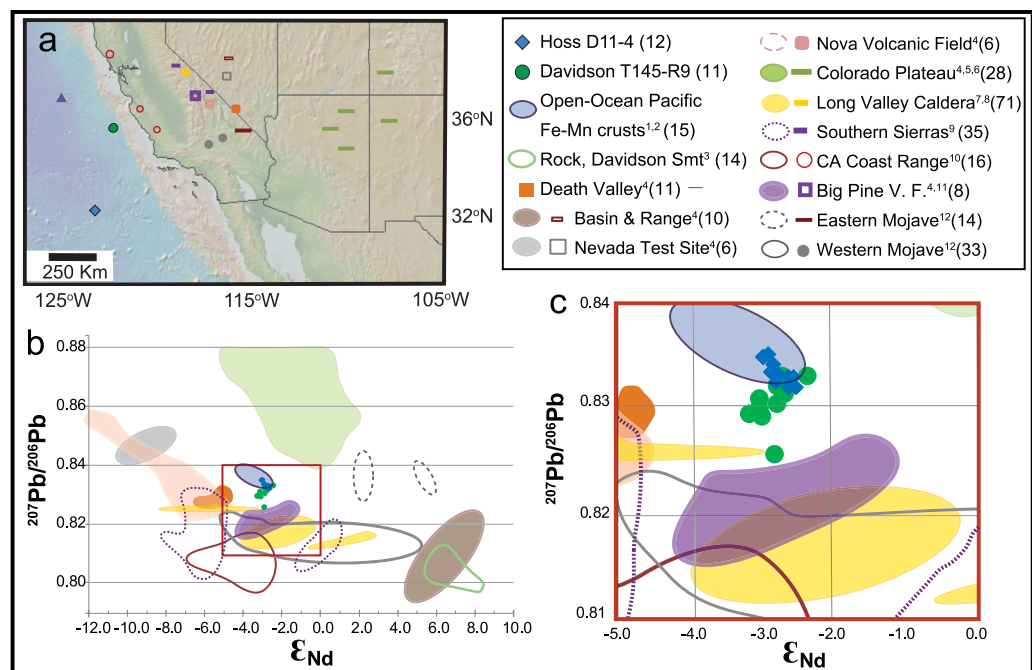 a
36°N
32°N
250 Km
125°W
115°W
105°W
Hoss D11-4 (12)
Davidson T145-R9 (11)
Open-Ocean Pacific
Fe-Mn crusts1,2 (15)
Rock, Davidson Smt3 (14)
Death Valley4(11)
Basin & Range4(10)
Nevada Test Site4(6)
Nova Volcanic Field4(6)
Colorado Plateau4,5,6(28)
Long Valley Caldera7,8(71)
Southern Sierras9 (35)
CA Coast Range10(16)
Big Pine V. F.4,11(8)
Eastern Mojave12(14)
Western Mojave12(33)
b
207Pb/206Pb
0.88
0.86
0.84
0.82
0.80
-12.0 -10.0 -8.0 -6.0 -4.0 -2.0 0.0 2.0 4.0 6.0 8.0 10.0
εNd
c
207Pb/206Pb
0.84
0.83
0.82
0.81
-5.0 -4.0 -3.0 -2.0 -1.0 0.0
εNd